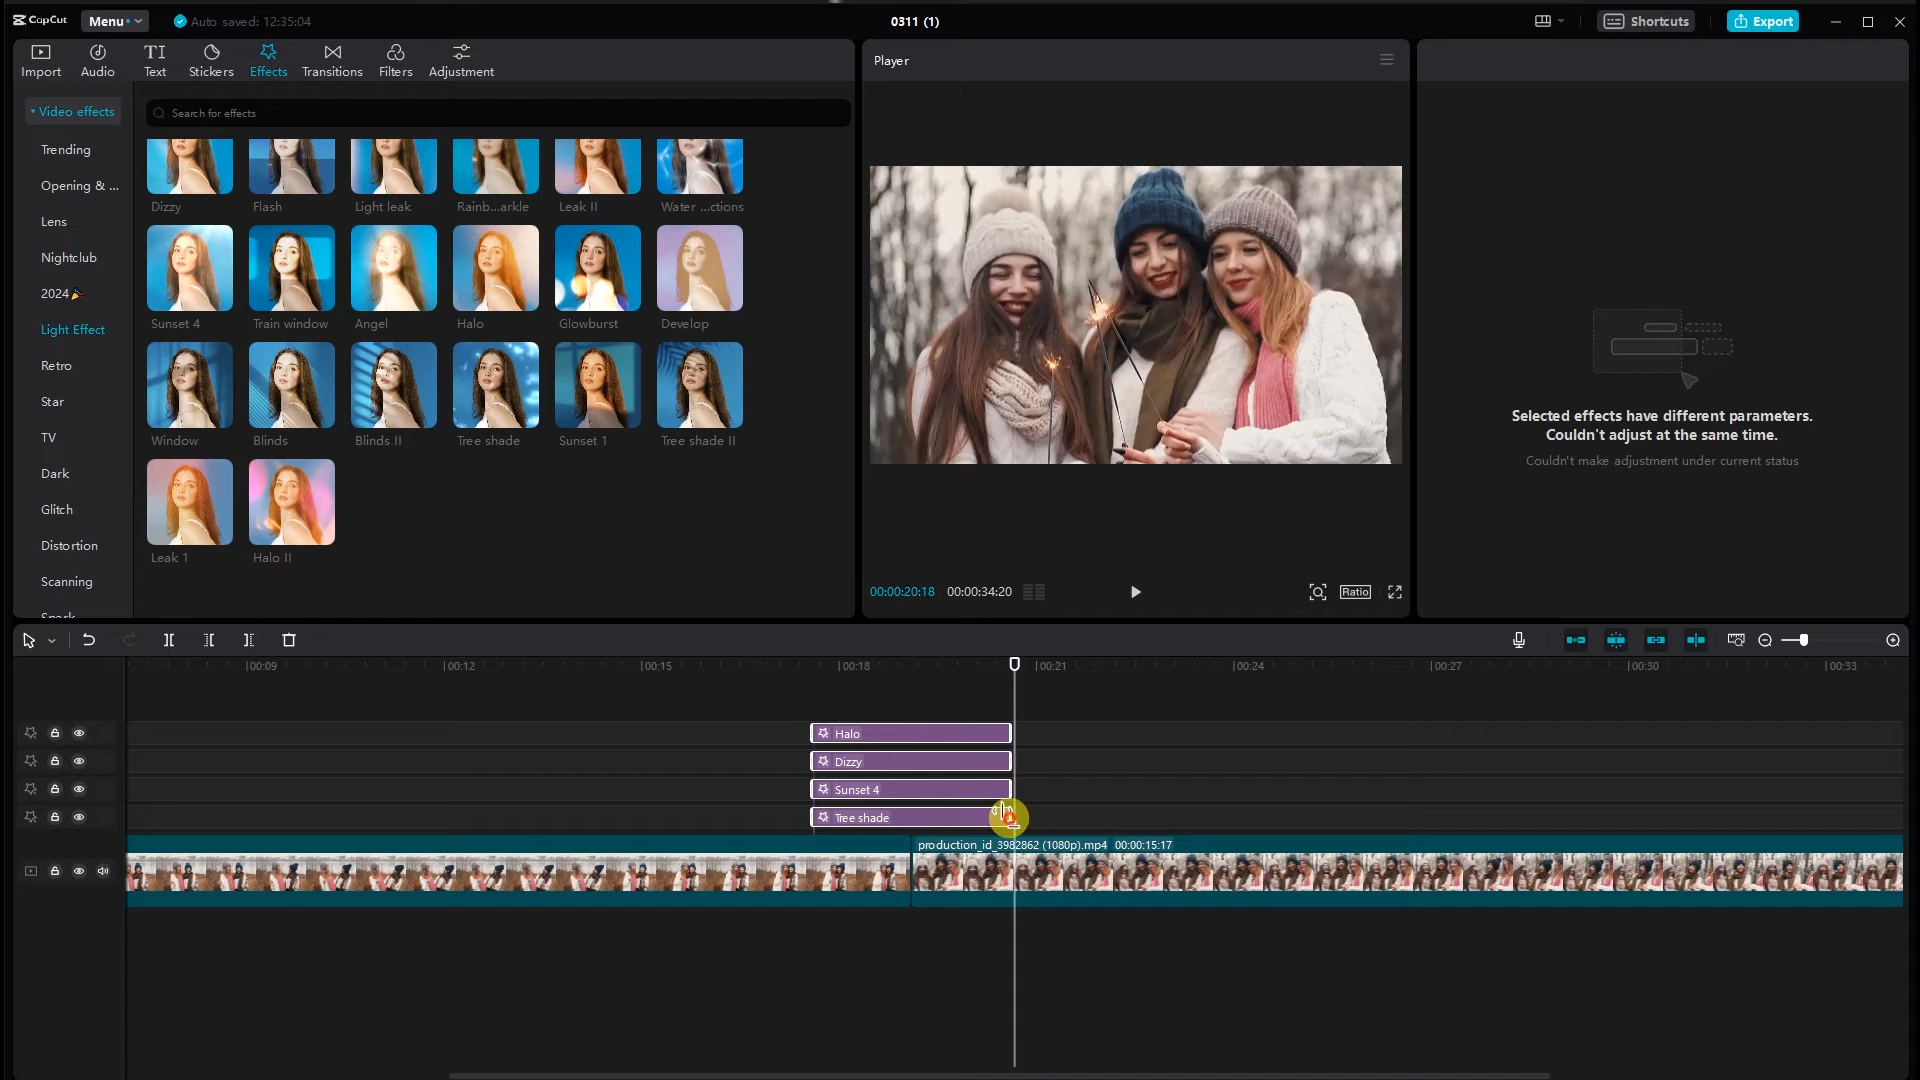 CapCut
Menu
Auto saved: 12:35:04
0311 (1)
Shortcuts
Export
Import
Audio
Text
Stickers
Effects
Transitions
Filters
Adjustment
Player
Video effects
Search for effects
Trending
Opening & ...
Lens
Nightclub
2024
Light Effect
Retro
Star
TV
Dark
Glitch
Distortion
Scanning
Spark
Dizzy
Flash
Light leak
Rainb...arkle
Leak II
Water ...ctions
Sunset 4
Train window
Angel
Halo
Glowburst
Develop
Window
Blinds
Blinds II
Tree shade
Sunset 1
Tree shade II
Leak 1
Halo II
00:00:20:18
00:00:34:20
Ratio
Selected effects have different parameters.
Couldn't adjust at the same time.
Couldn't make adjustment under current status
00:09
00:12
00:15
00:18
00:21
00:24
00:27
00:30
00:33
Halo
Dizzy
Sunset 4
Tree shade
production_id_3982862 (1080p).mp4 00:00:15:17